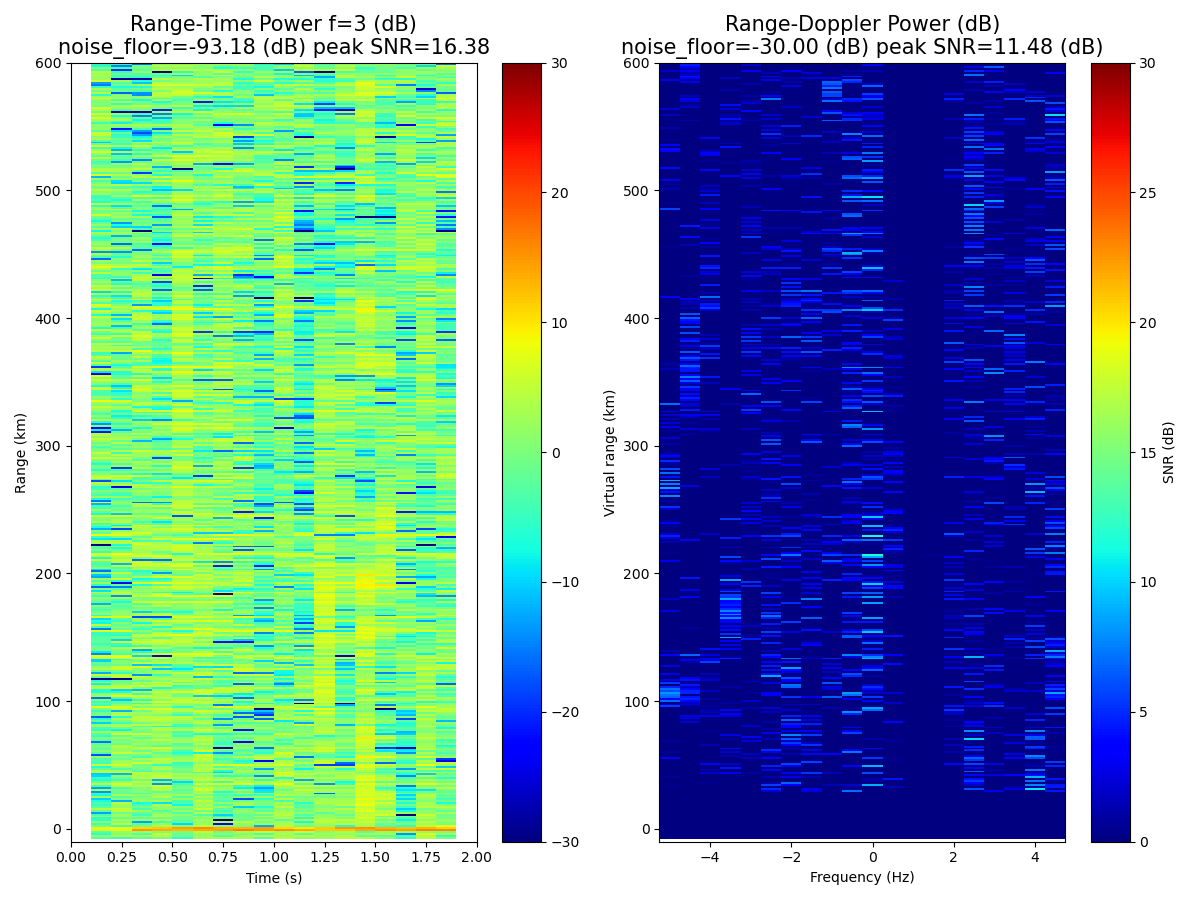 Range-Time Power f=3 (dB)
noise_floor=-93.18 (dB) peak SNR=16.38
600
500
400
300
200
100
0
Range (km)
0.00 0.25 0.50 0.75 1.00 1.25 1.50 1.75 2.00
Time (s)
30
20
10
0
−10
−20
−30
Range-Doppler Power (dB)
noise_floor=-30.00 (dB) peak SNR=11.48 (dB)
600
500
400
300
200
100
0
Virtual range (km)
−4 −2 0 2 4
Frequency (Hz)
30
25
20
15
10
5
0
SNR (dB)